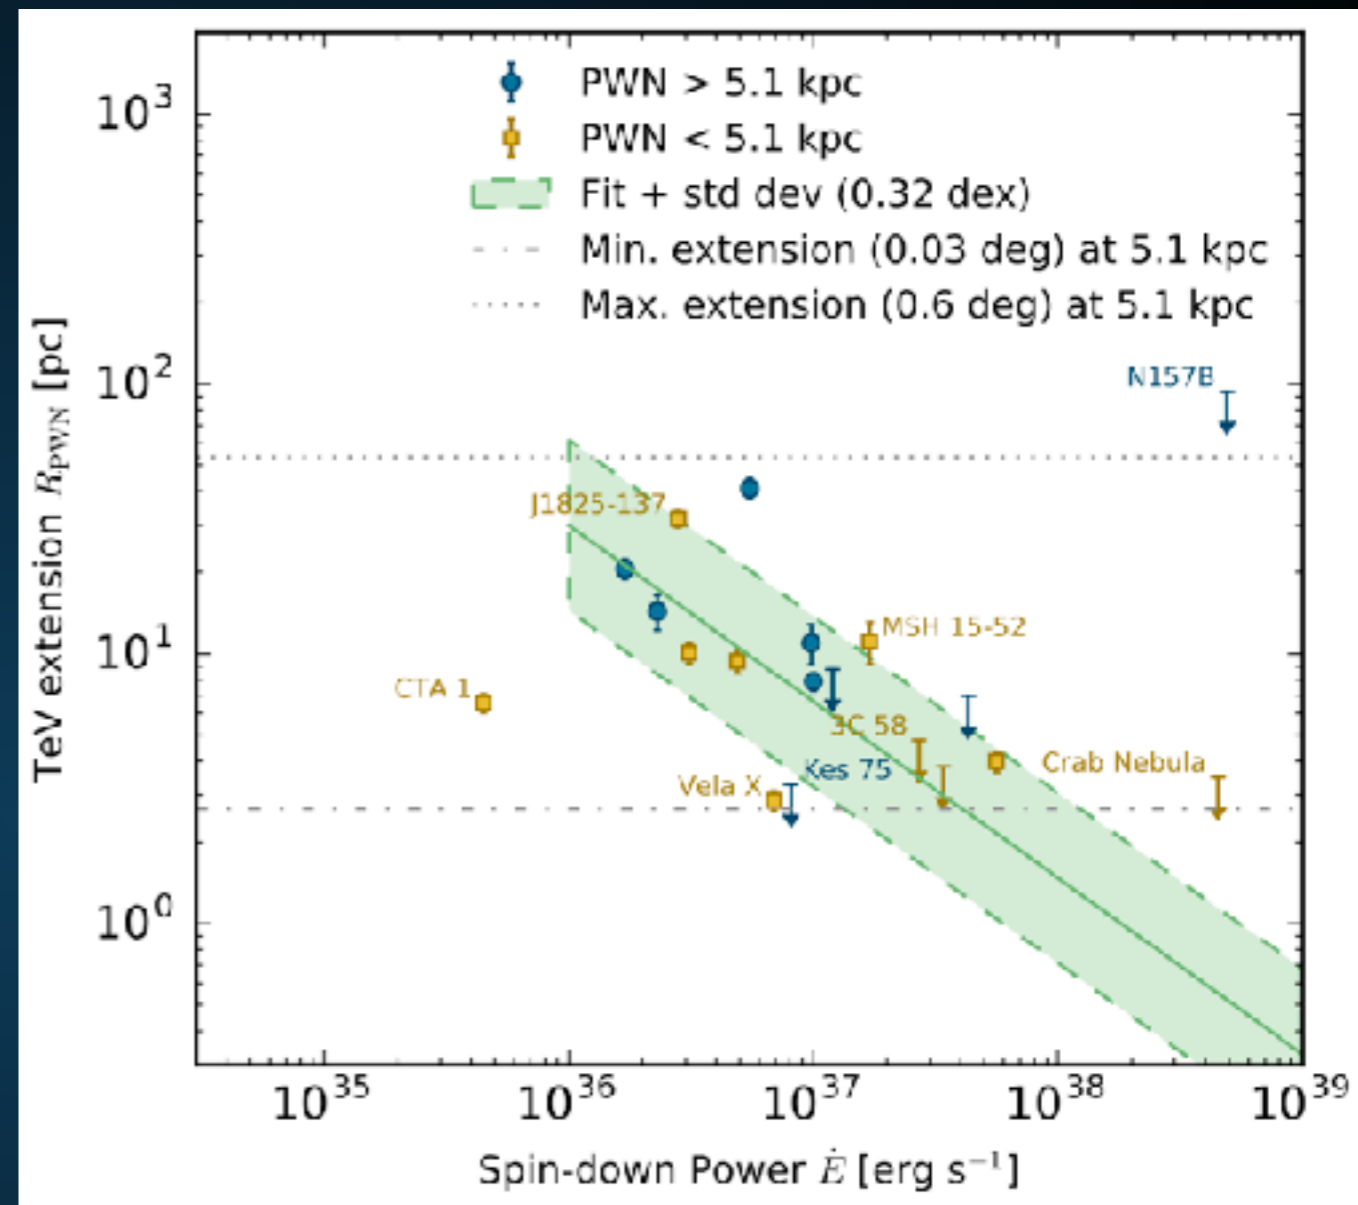 PWN > 5.1 kpc
PWN < 5.1 kpc
Fit + std dev (0.32 dex)
Min. extension (0.03 deg) at 5.1 kpc
Max. extension (0.6 deg) at 5.1 kpc
10³
10²
10¹
10⁰
TeV extension R_PWN [pc]
N157B
J1825-137
MSH 15-52
CTA 1
3C 58
Kes 75
Crab Nebula
Vela X
10³⁵
10³⁶
10³⁷
10³⁸
10³⁹
Spin-down Power Ė [erg s⁻¹]